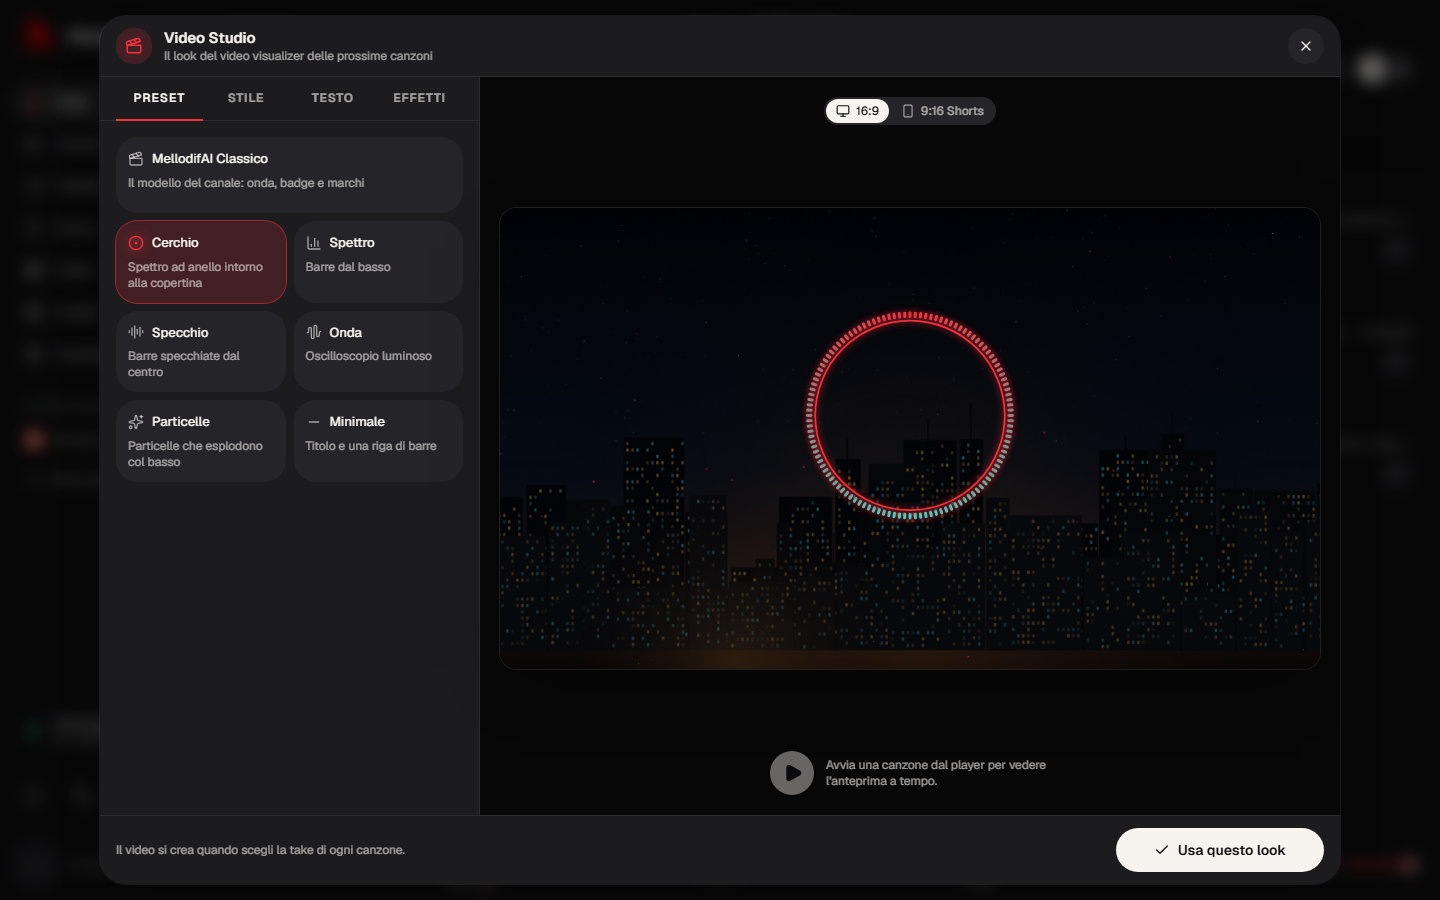 Video Studio
Il look del video visualizer delle prossime canzoni
PRESET
STILE
TESTO
EFFETTI
16:9
9:16 Shorts
MellodifAI Classico
Il modello del canale: onda, badge e marchi
Cerchio
Spettro ad anello intorno
alla copertina
Spettro
Barre dal basso
Specchio
Barre specchiate dal
centro
Onda
Oscilloscopio luminoso
Particelle
Particelle che esplodono
col basso
Minimale
Titolo e una riga di barre
Avvia una canzone dal player per vedere
l'anteprima a tempo.
Il video si crea quando scegli la take di ogni canzone.
Usa questo look